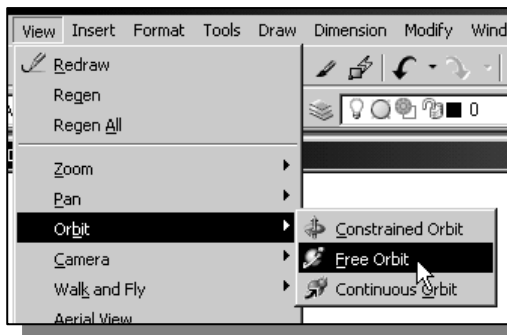 View Insert Format Tools Draw Dimension Modify Wind
Redraw
Regen
Regen All
0
Zoom
Pan
Orbit
Constrained Orbit
Camera
Free Orbit
Walk and Fly
Continuous Orbit
Aerial View